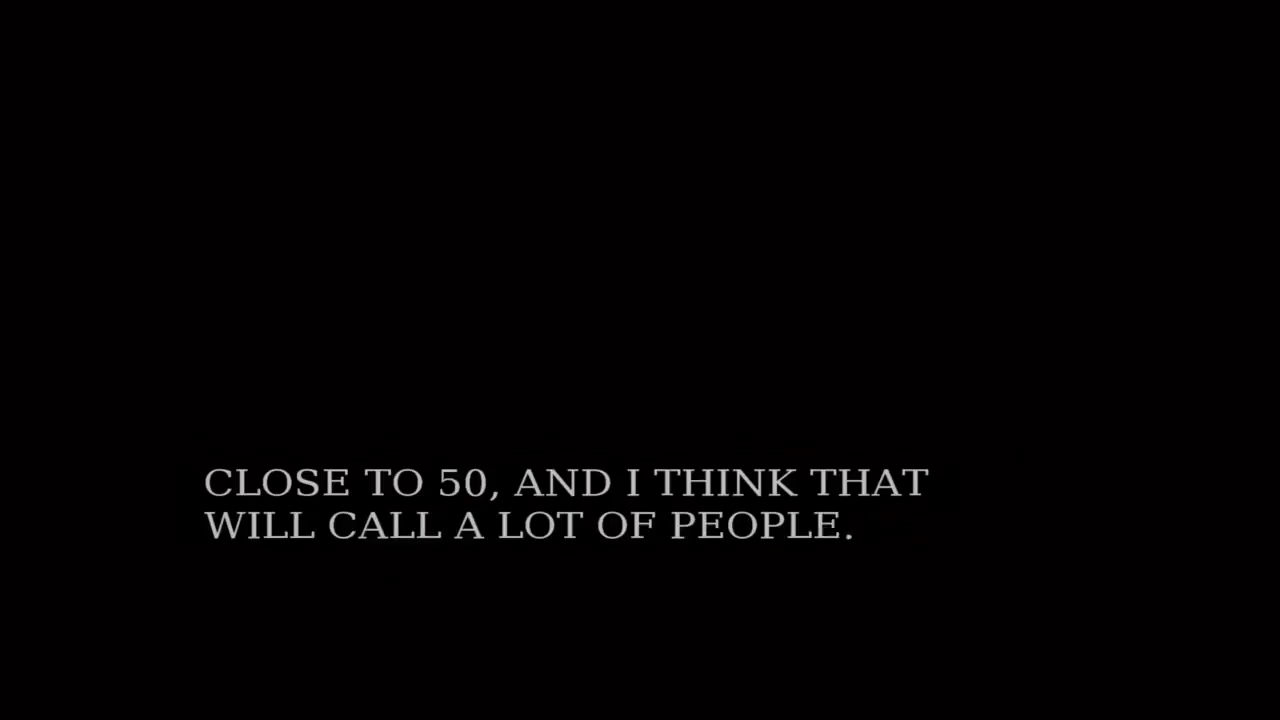 CLOSE TO 50, AND I THINK THAT
WILL CALL A LOT OF PEOPLE.